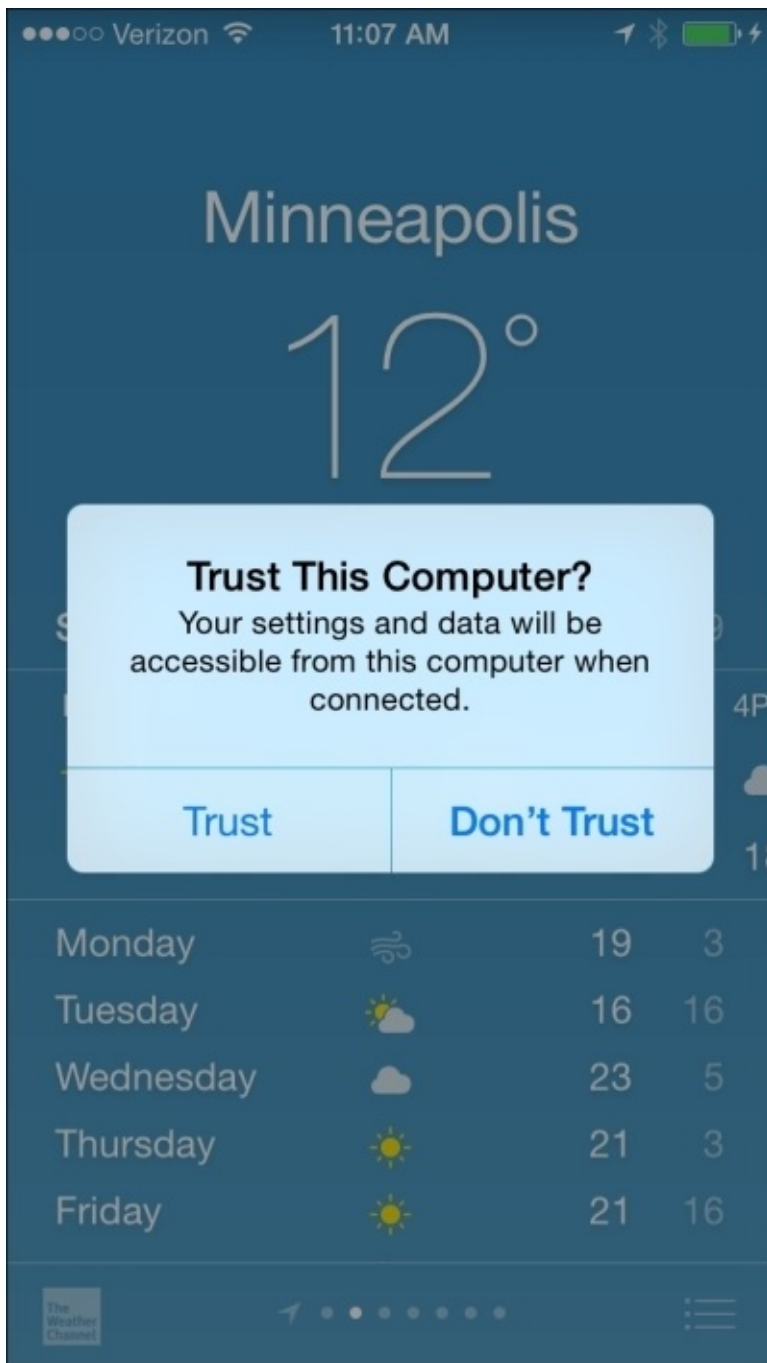 Verizon 11:07 AM
Minneapolis
12°
Trust This Computer?
Your settings and data will be
accessible from this computer when
connected.
4P
Trust Don't Trust
Monday 19 3
Tuesday 16 16
Wednesday 23 5
Thursday 21 3
Friday 21 16
The
Weather
Channel